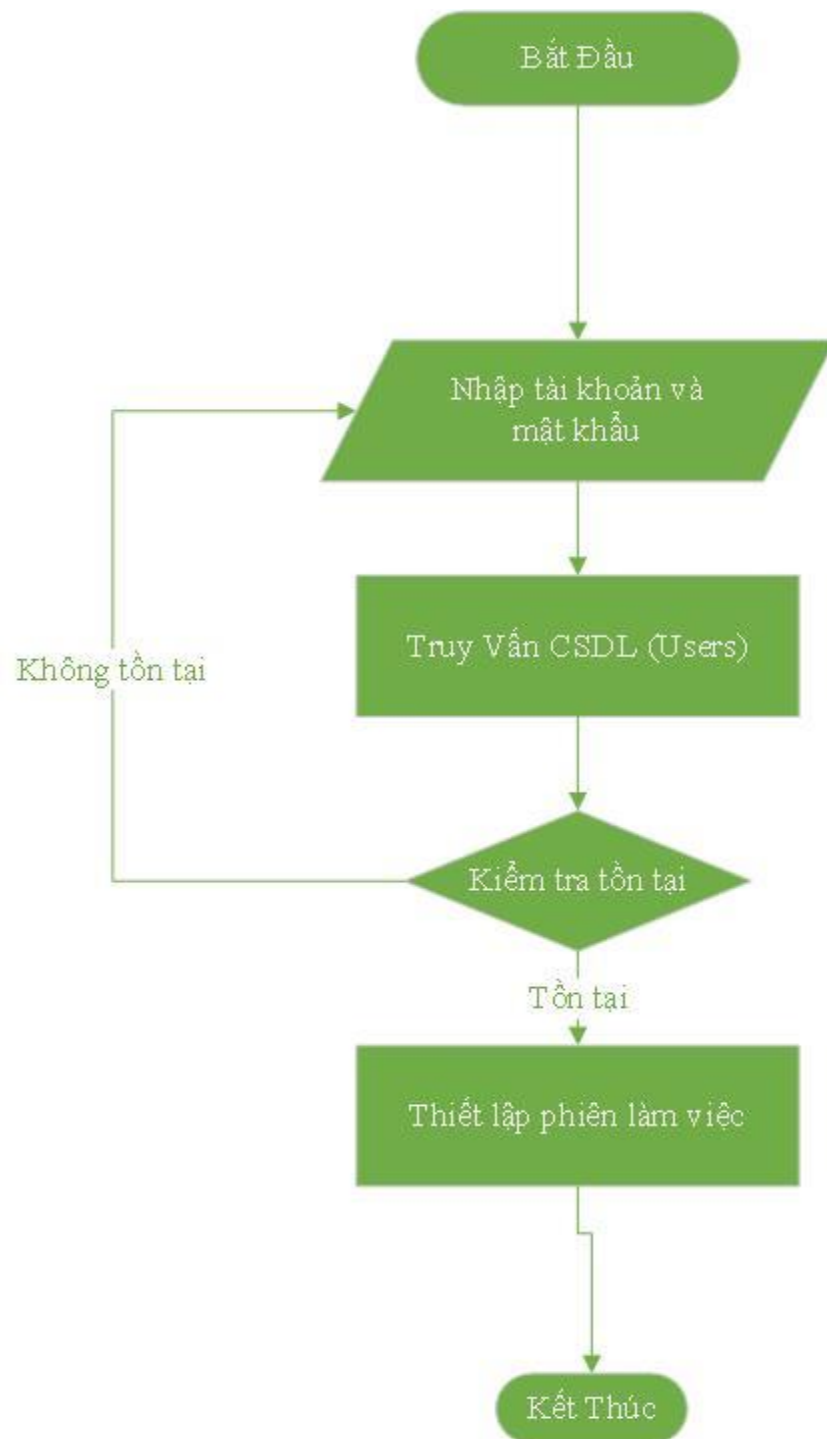 Bắt Đầu
Nhập tài khoản và
mật khẩu
Truy Vấn CSDL (Users)
Không tồn tại
Kiểm tra tồn tại
Tồn tại
Thiết lập phiên làm việc
Kết Thúc